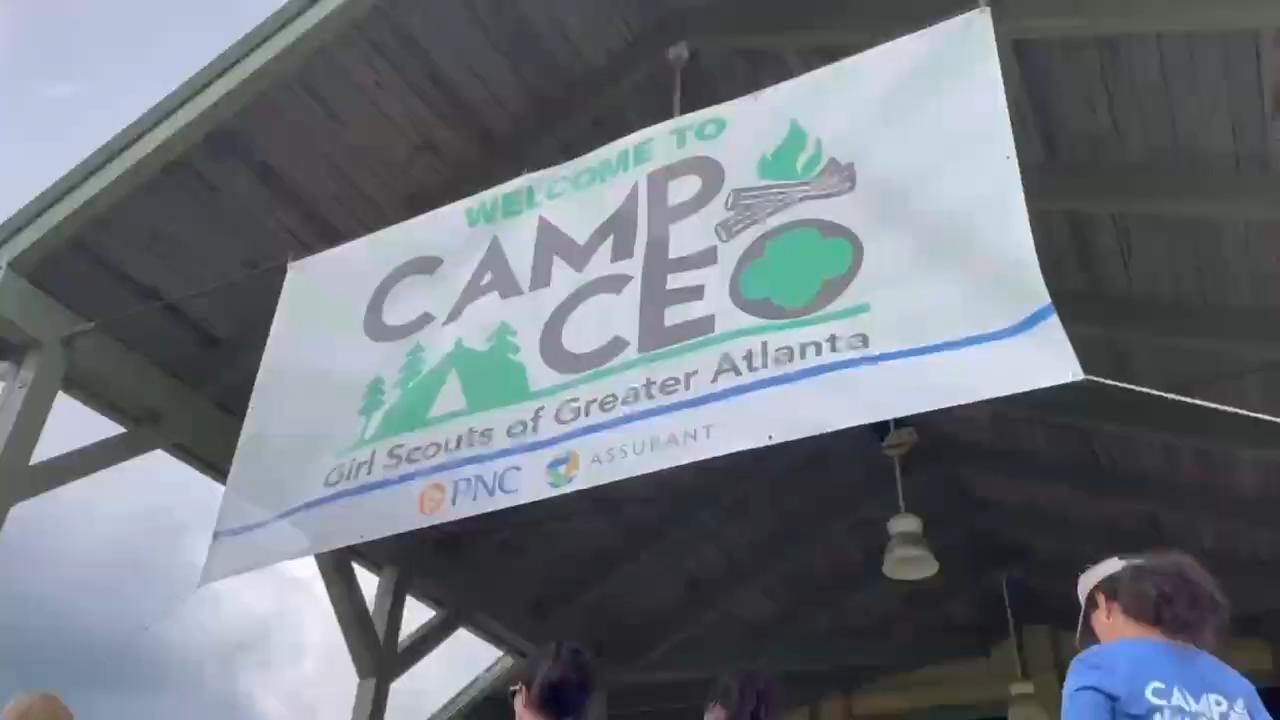 WELCOME TO
CAMP
CEO
Girl Scouts of Greater Atlanta
PNC ASSURANT
CAMP